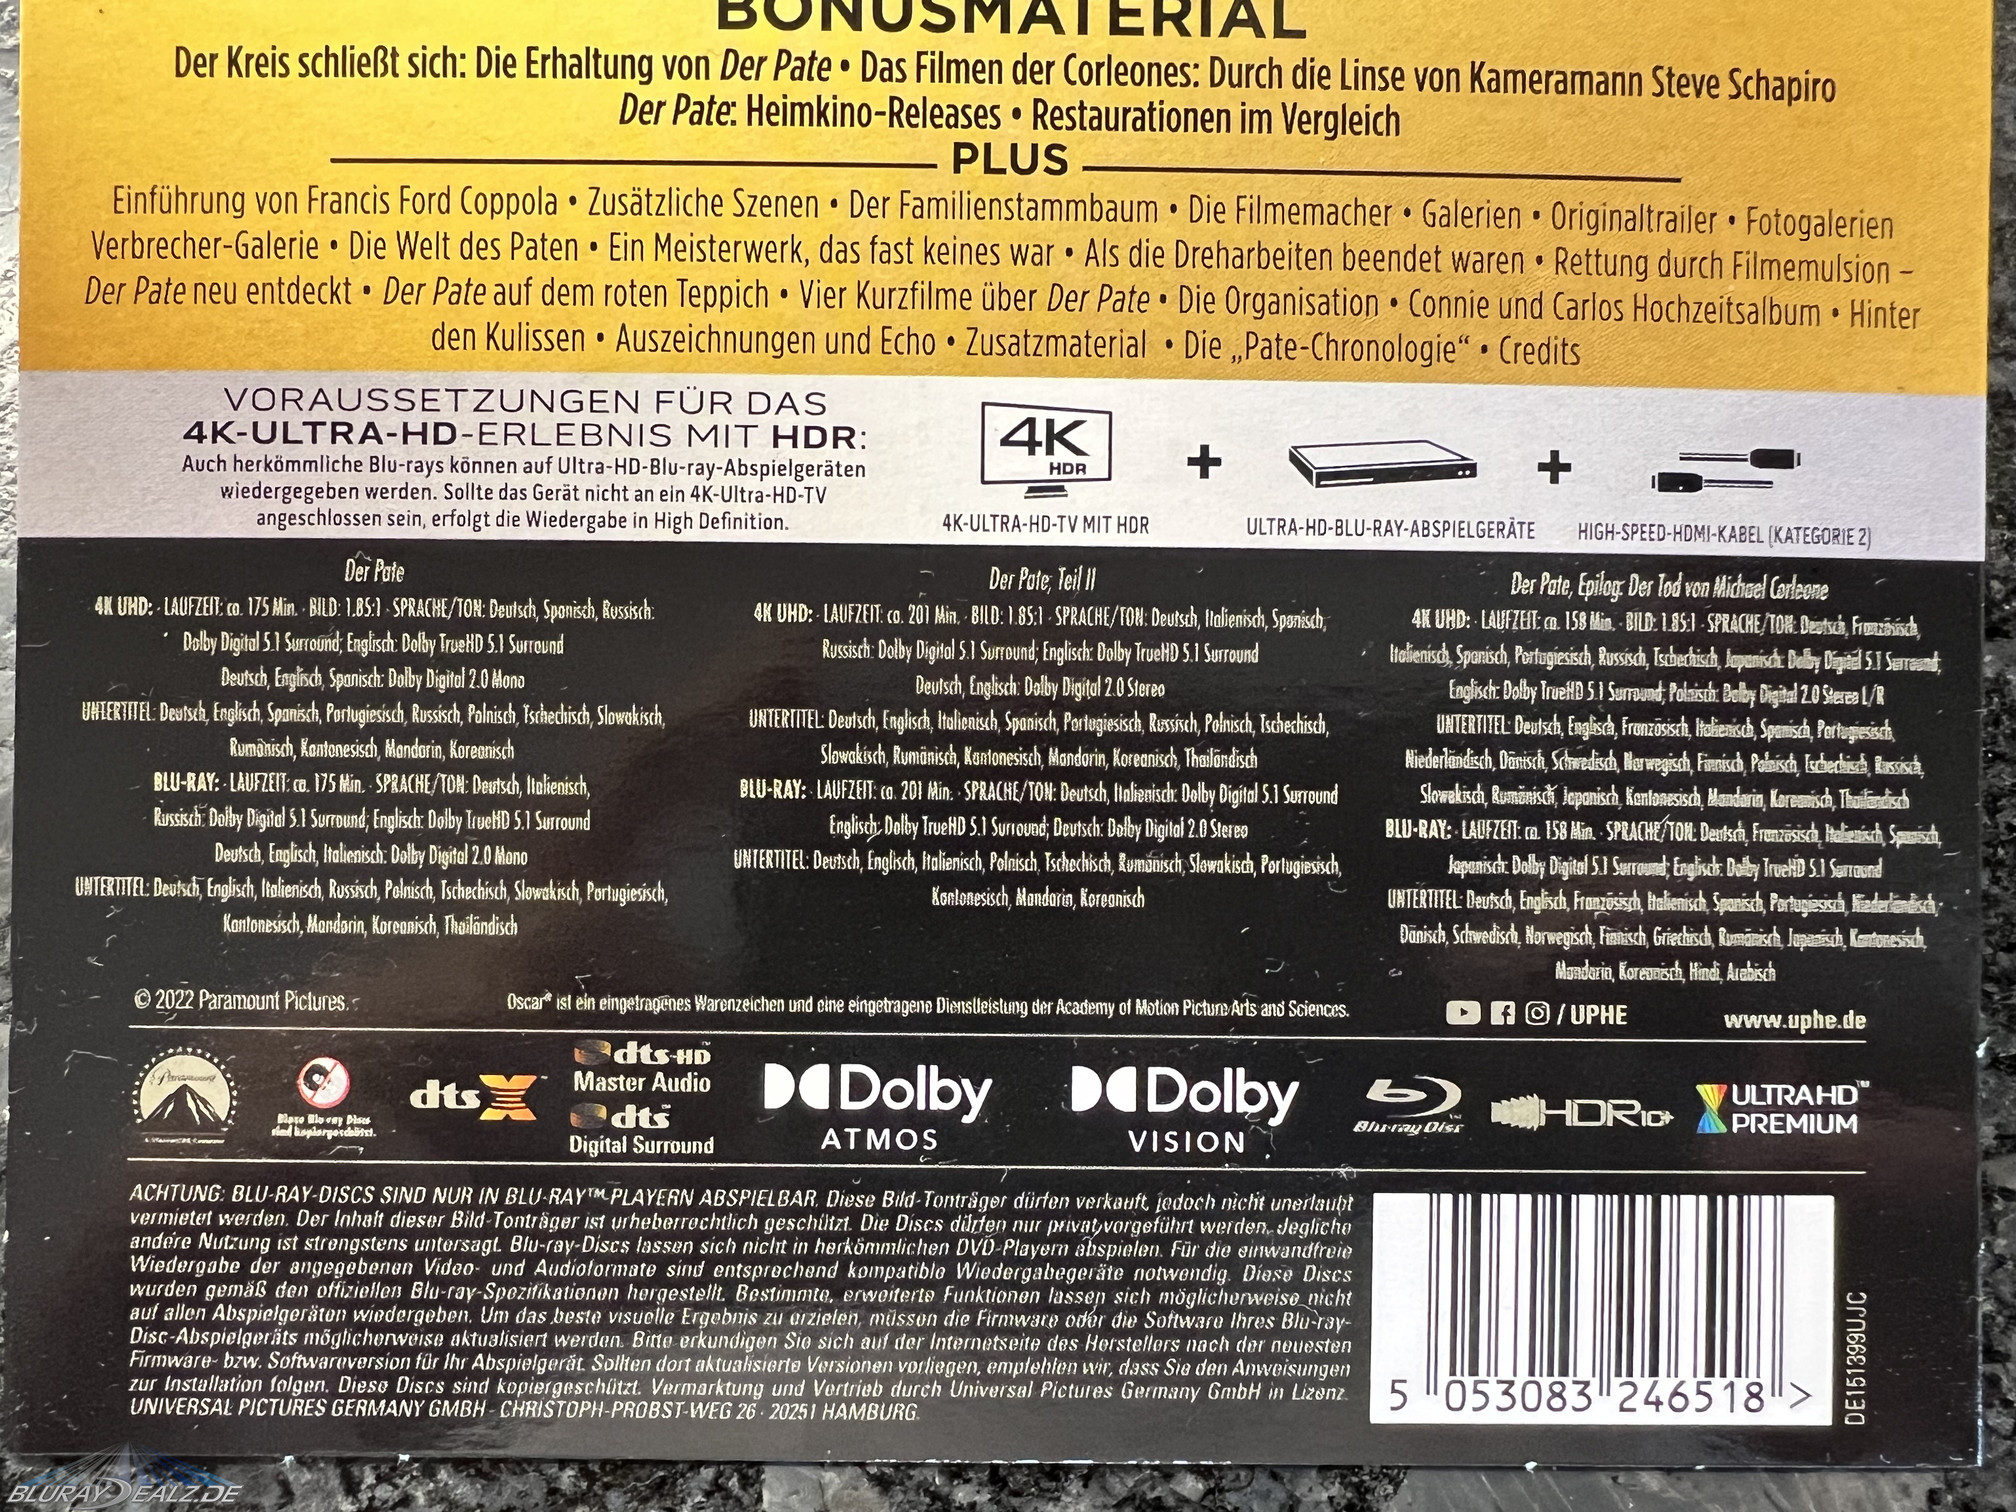 BONUSMATERIAL
Der Kreis schließt sich: Die Erhaltung von Der Pate • Das Filmen der Corleones: Durch die Linse von Kameramann Steve Schapiro
Der Pate: Heimkino-Releases • Restaurationen im Vergleich
PLUS
Einführung von Francis Ford Coppola • Zusätzliche Szenen • Der Familienstammbaum • Die Filmemacher • Galerien • Originaltrailer • Fotogalerien
Verbrecher-Galerie • Die Welt des Paten • Ein Meisterwerk, das fast keines war • Als die Dreharbeiten beendet waren • Rettung durch Filmemulsion –
Der Pate neu entdeckt • Der Pate auf dem roten Teppich • Vier Kurzfilme über Der Pate • Die Organisation • Connie und Carlos Hochzeitsalbum • Hinter
den Kulissen • Auszeichnungen und Echo • Zusatzmaterial • Die „Pate-Chronologie“ • Credits
VORAUSSETZUNGEN FÜR DAS
4K-ULTRA-HD-ERLEBNIS MIT HDR:
Auch herkömmliche Blu-rays können auf Ultra-HD-Blu-ray-Abspielgeräten
wiedergegeben werden. Sollte das Gerät nicht an ein 4K-Ultra-HD-TV
angeschlossen sein, erfolgt die Wiedergabe in High Definition.
4K
HDR
+
+
4K-ULTRA-HD-TV MIT HDR
ULTRA-HD-BLU-RAY-ABSPIELGERÄTE
HIGH-SPEED-HDMI-KABEL (KATEGORIE 2)
Der Pate
4K UHD: · LAUFZEIT: ca. 175 Min. · BILD: 1.85:1 · SPRACHE/TON: Deutsch, Spanisch, Russisch:
Dolby Digital 5.1 Surround; Englisch: Dolby TrueHD 5.1 Surround
Deutsch, Englisch, Spanisch: Dolby Digital 2.0 Mono
UNTERTITEL: Deutsch, Englisch, Spanisch, Portugiesisch, Russisch, Polnisch, Tschechisch, Slowakisch,
Rumänisch, Kantonesisch, Mandarin, Koreanisch
BLU-RAY: · LAUFZEIT: ca. 175 Min. · SPRACHE/TON: Deutsch, Italienisch,
Russisch: Dolby Digital 5.1 Surround; Englisch: Dolby TrueHD 5.1 Surround
Deutsch, Englisch, Italienisch: Dolby Digital 2.0 Mono
UNTERTITEL: Deutsch, Englisch, Italienisch, Russisch, Polnisch, Tschechisch, Slowakisch, Portugiesisch,
Kantonesisch, Mandarin, Koreanisch, Thailändisch
Der Pate, Teil II
4K UHD: · LAUFZEIT: ca. 201 Min. · BILD: 1.85:1 · SPRACHE/TON: Deutsch, Italienisch, Spanisch,
Russisch: Dolby Digital 5.1 Surround; Englisch: Dolby TrueHD 5.1 Surround
Deutsch, Englisch: Dolby Digital 2.0 Stereo
UNTERTITEL: Deutsch, Englisch, Italienisch, Spanisch, Portugiesisch, Russisch, Polnisch, Tschechisch,
Slowakisch, Rumänisch, Kantonesisch, Mandarin, Koreanisch, Thailändisch
BLU-RAY: · LAUFZEIT: ca. 201 Min. · SPRACHE/TON: Deutsch, Italienisch: Dolby Digital 5.1 Surround
Englisch: Dolby TrueHD 5.1 Surround; Deutsch: Dolby Digital 2.0 Stereo
UNTERTITEL: Deutsch, Englisch, Italienisch, Polnisch, Tschechisch, Rumänisch, Slowakisch, Portugiesisch,
Kantonesisch, Mandarin, Koreanisch
Der Pate, Epilog: Der Tod von Michael Corleone
4K UHD: · LAUFZEIT: ca. 158 Min. · BILD: 1.85:1 · SPRACHE/TON: Deutsch, Französisch,
Italienisch, Spanisch, Portugiesisch, Russisch, Tschechisch, Japanisch: Dolby Digital 5.1 Surround;
Englisch: Dolby TrueHD 5.1 Surround; Polnisch: Dolby Digital 2.0 Stereo L/R
UNTERTITEL: Deutsch, Englisch, Französisch, Italienisch, Spanisch, Portugiesisch,
Niederländisch, Dänisch, Schwedisch, Norwegisch, Finnisch, Polnisch, Tschechisch, Russisch,
Slowakisch, Rumänisch, Japanisch, Kantonesisch, Mandarin, Koreanisch, Thailändisch
BLU-RAY: · LAUFZEIT: ca. 158 Min. · SPRACHE/TON: Deutsch, Französisch, Italienisch, Spanisch,
Japanisch: Dolby Digital 5.1 Surround; Englisch: Dolby TrueHD 5.1 Surround
UNTERTITEL: Deutsch, Englisch, Französisch, Italienisch, Spanisch, Portugiesisch, Niederländisch,
Dänisch, Schwedisch, Norwegisch, Finnisch, Griechisch, Rumänisch, Japanisch, Kantonesisch,
Mandarin, Koreanisch, Hindi, Arabisch
© 2022 Paramount Pictures.
Oscar® ist ein eingetragenes Warenzeichen und eine eingetragene Dienstleistung der Academy of Motion Picture Arts and Sciences.
/ UPHE
www.uphe.de
Paramount
Diese Blu-ray Discs
sind kopiergeschützt.
dts X™
dts-HD
Master Audio
dts
Digital Surround
Dolby
ATMOS
Dolby
VISION
Blu-ray Disc
HDR10+
ULTRA HD™
PREMIUM
ACHTUNG: BLU-RAY-DISCS SIND NUR IN BLU-RAY™-PLAYERN ABSPIELBAR. Diese Bild-Tonträger dürfen verkauft, jedoch nicht unerlaubt
vermietet werden. Der Inhalt dieser Bild-Tonträger ist urheberrechtlich geschützt. Die Discs dürfen nur privat vorgeführt werden. Jegliche
andere Nutzung ist strengstens untersagt. Blu-ray-Discs lassen sich nicht in herkömmlichen DVD-Playern abspielen. Für die einwandfreie
Wiedergabe der angegebenen Video- und Audioformate sind entsprechend kompatible Wiedergabegeräte notwendig. Diese Discs
wurden gemäß den offiziellen Blu-ray-Spezifikationen hergestellt. Bestimmte, erweiterte Funktionen lassen sich möglicherweise nicht
auf allen Abspielgeräten wiedergeben. Um das beste visuelle Ergebnis zu erzielen, müssen die Firmware oder die Software Ihres Blu-ray-
Disc-Abspielgeräts möglicherweise aktualisiert werden. Bitte erkundigen Sie sich auf der Internetseite des Herstellers nach der neuesten
Firmware- bzw. Softwareversion für Ihr Abspielgerät. Sollten dort aktualisierte Versionen vorliegen, empfehlen wir, dass Sie den Anweisungen
zur Installation folgen. Diese Discs sind kopiergeschützt. Vermarktung und Vertrieb durch Universal Pictures Germany GmbH in Lizenz.
UNIVERSAL PICTURES GERMANY GMBH · CHRISTOPH-PROBST-WEG 26 · 20251 HAMBURG.
5 053083 246518 >
DE151399UJC
BLURAYDEALZ.DE